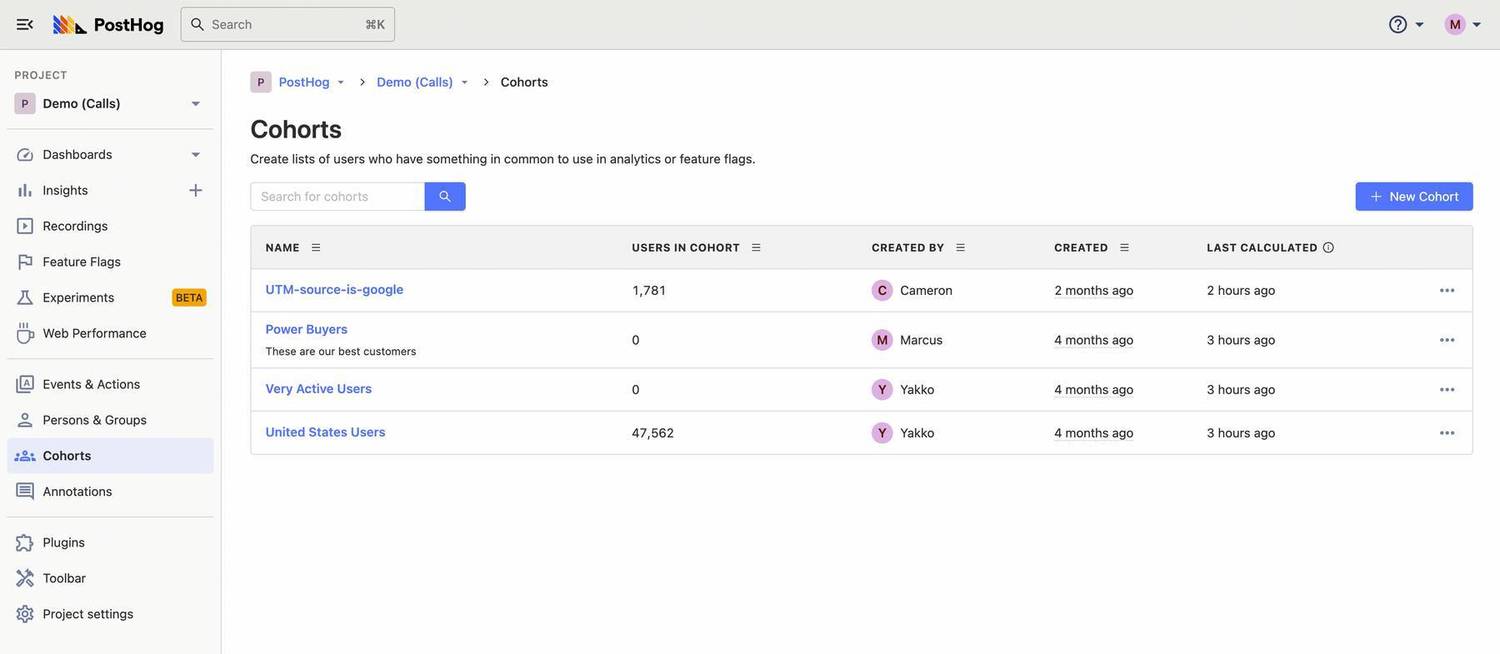 PostHog
Search ⌘K
M
PROJECT
P Demo (Calls)
Dashboards
Insights
Recordings
Feature Flags
Experiments BETA
Web Performance
Events & Actions
Persons & Groups
Cohorts
Annotations
Plugins
Toolbar
Project settings
P PostHog Demo (Calls) Cohorts
Cohorts
Create lists of users who have something in common to use in analytics or feature flags.
Search for cohorts
New Cohort
NAME USERS IN COHORT CREATED BY CREATED LAST CALCULATED
UTM-source-is-google 1,781 C Cameron 2 months ago 2 hours ago
Power Buyers
These are our best customers
0 M Marcus 4 months ago 3 hours ago
Very Active Users 0 Y Yakko 4 months ago 3 hours ago
United States Users 47,562 Y Yakko 4 months ago 3 hours ago